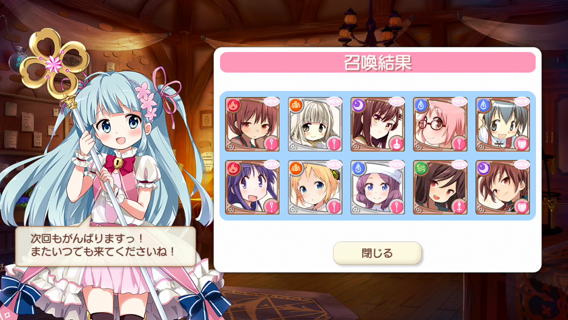 召喚結果
次回もがんばりますっ！
またいつでも来てくださいね！
閉じる